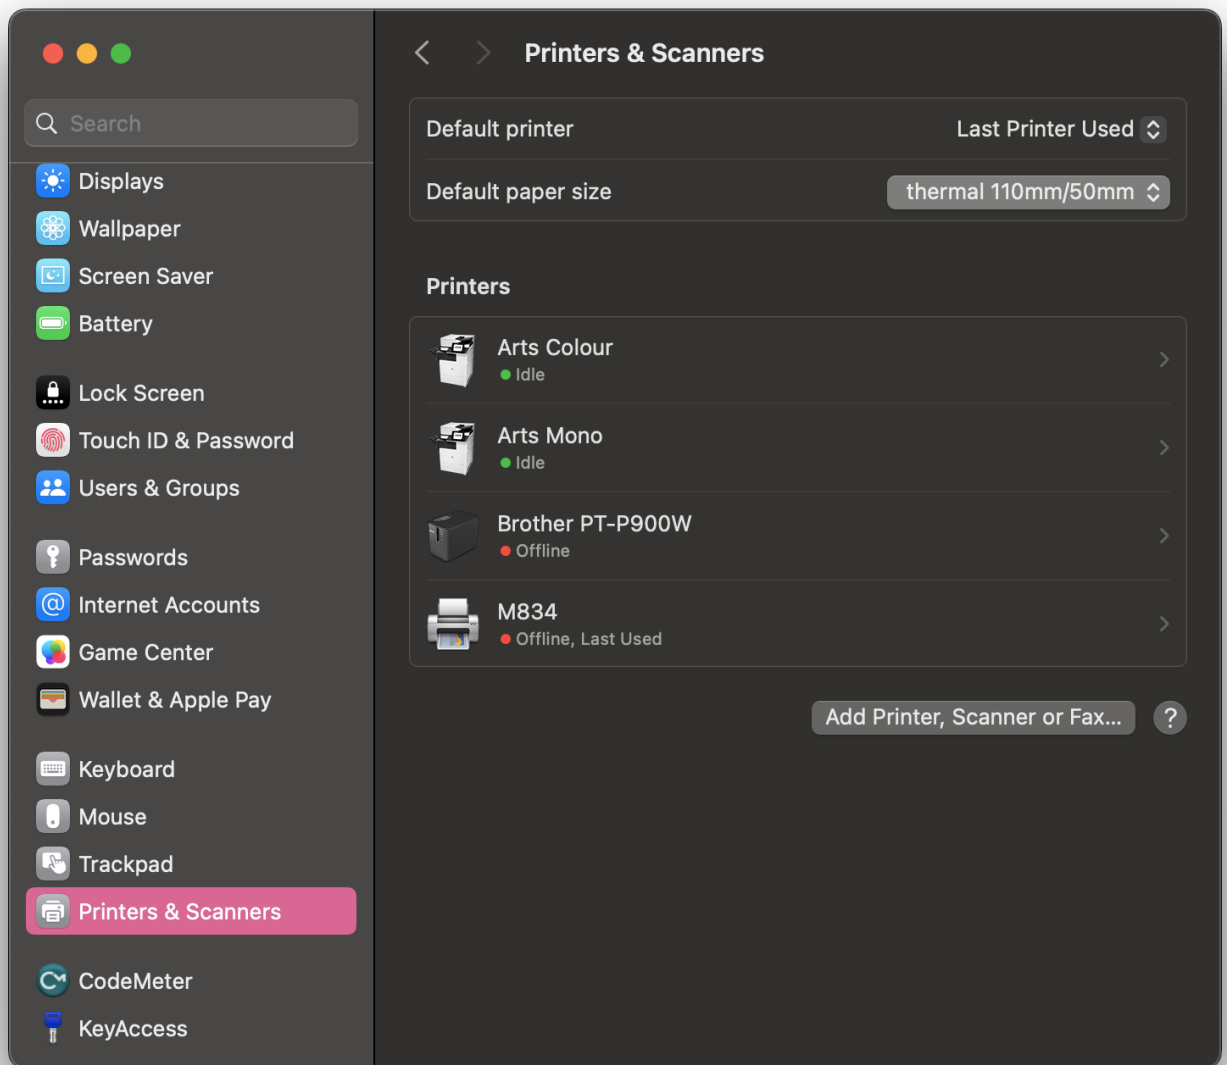 Search
Displays
Wallpaper
Screen Saver
Battery
Lock Screen
Touch ID & Password
Users & Groups
Passwords
Internet Accounts
Game Center
Wallet & Apple Pay
Keyboard
Mouse
Trackpad
Printers & Scanners
CodeMeter
KeyAccess
Printers & Scanners
Default printer Last Printer Used
Default paper size thermal 110mm/50mm
Printers
Arts Colour
Idle
Arts Mono
Idle
Brother PT-P900W
Offline
M834
Offline, Last Used
Add Printer, Scanner or Fax...
?